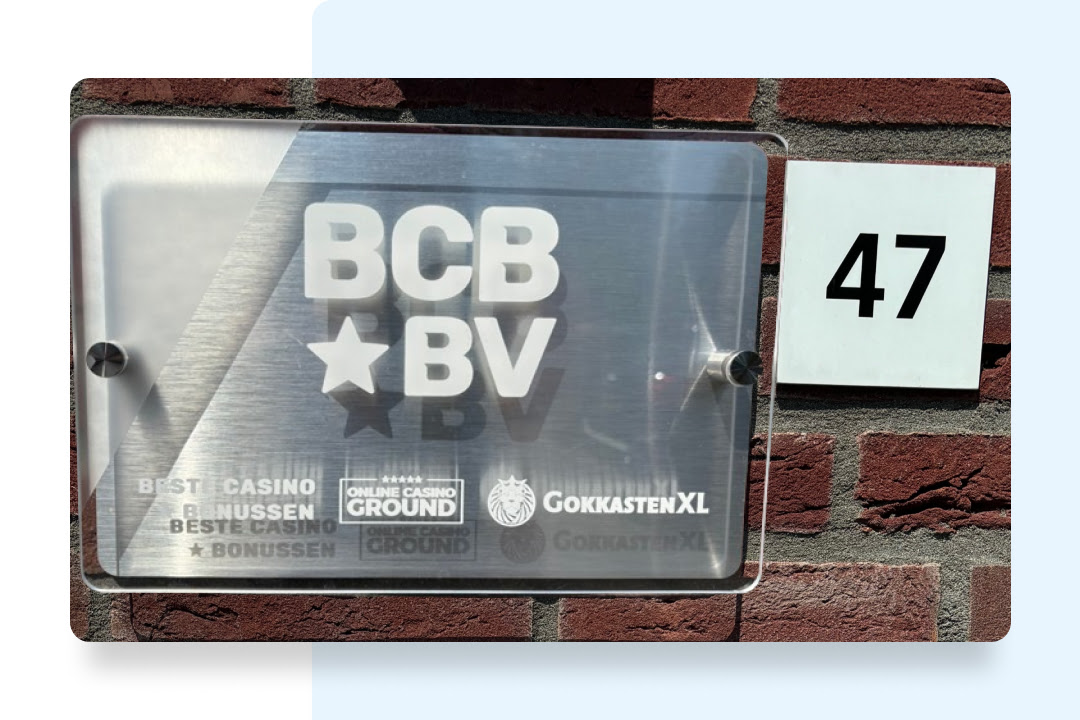 BCB
★BV
BESTE CASINO
BONUSSEN
ONLINE CASINO
GROUND
GOKKASTENXL
47